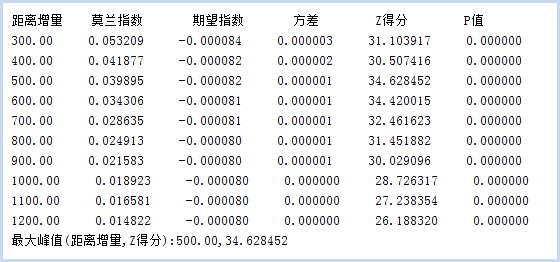 距离增量 莫兰指数 期望指数 方差 Z得分 P值
300.00 0.053209 -0.000084 0.000003 31.103917 0.000000
400.00 0.041877 -0.000082 0.000002 30.507416 0.000000
500.00 0.039895 -0.000082 0.000001 34.628452 0.000000
600.00 0.034306 -0.000081 0.000001 34.420015 0.000000
700.00 0.028635 -0.000081 0.000001 32.461623 0.000000
800.00 0.024913 -0.000080 0.000001 31.451882 0.000000
900.00 0.021583 -0.000080 0.000001 30.029096 0.000000
1000.00 0.018923 -0.000080 0.000000 28.726317 0.000000
1100.00 0.016581 -0.000080 0.000000 27.238354 0.000000
1200.00 0.014822 -0.000080 0.000000 26.188320 0.000000
最大峰值(距离增量,Z得分):500.00,34.628452